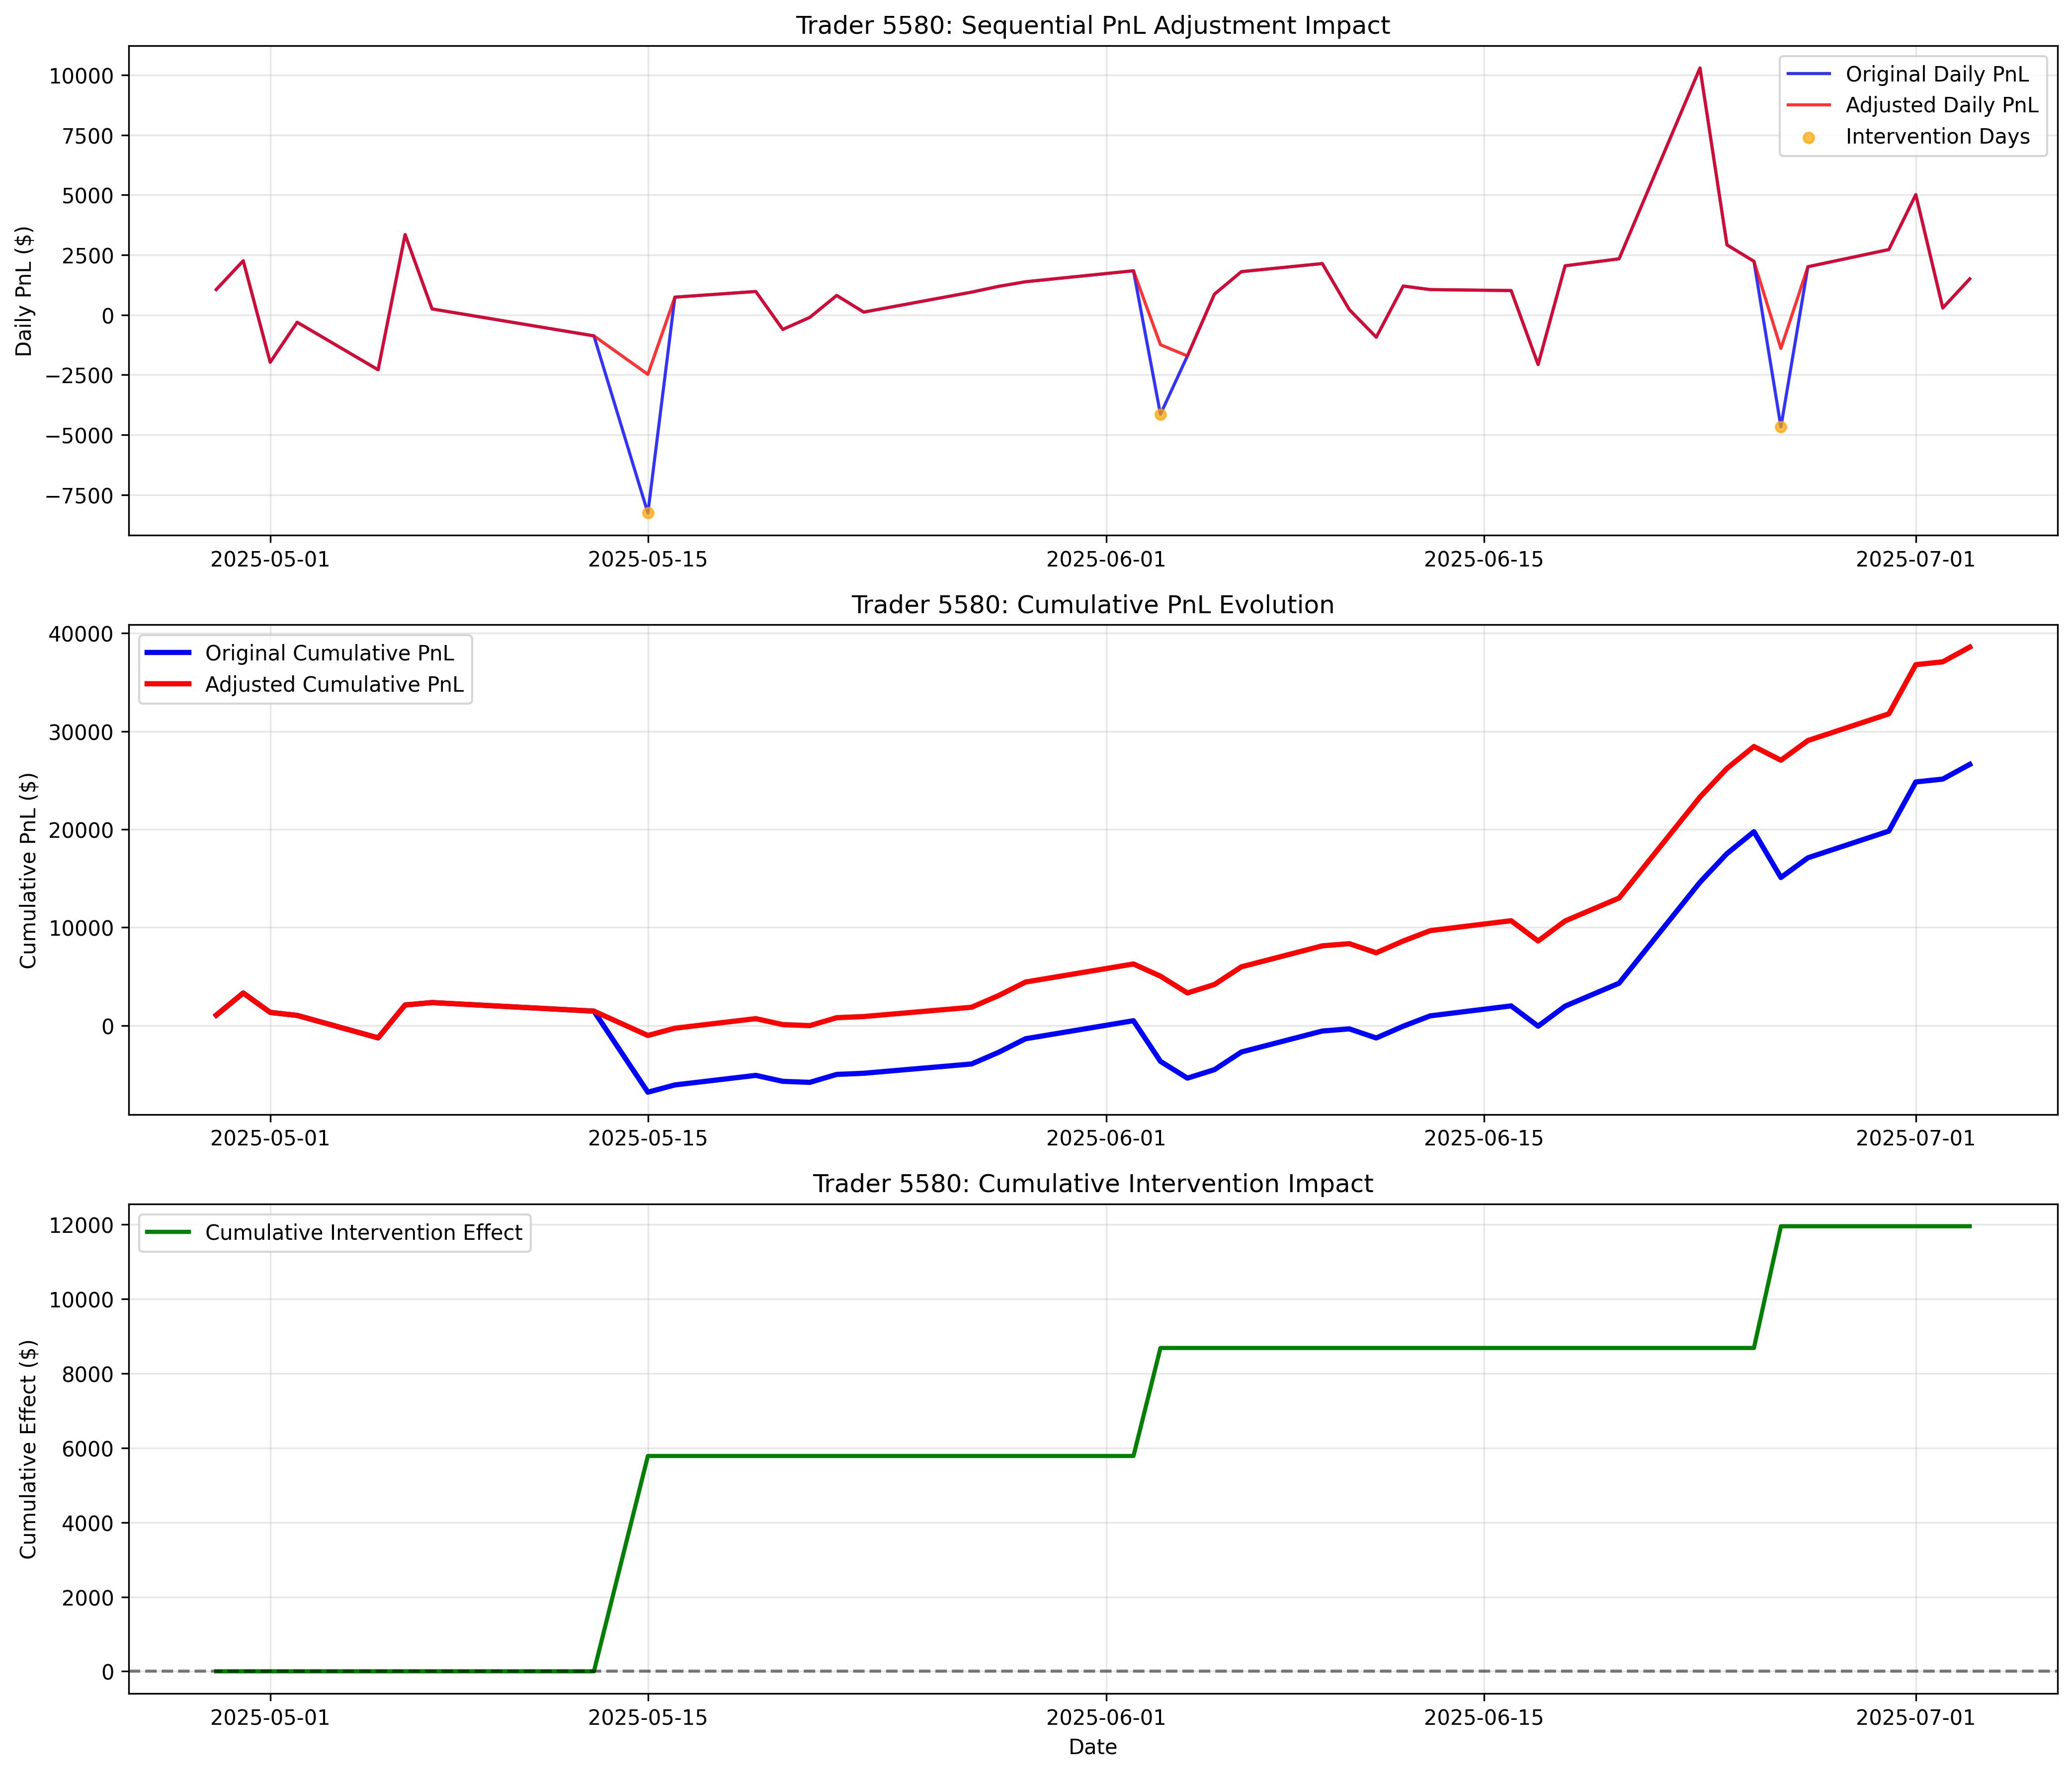 Trader 5580: Sequential PnL Adjustment Impact
Daily PnL ($)
10000
7500
5000
2500
0
−2500
−5000
−7500
Original Daily PnL
Adjusted Daily PnL
Intervention Days
2025-05-01
2025-05-15
2025-06-01
2025-06-15
2025-07-01
Trader 5580: Cumulative PnL Evolution
Cumulative PnL ($)
40000
30000
20000
10000
0
Original Cumulative PnL
Adjusted Cumulative PnL
2025-05-01
2025-05-15
2025-06-01
2025-06-15
2025-07-01
Trader 5580: Cumulative Intervention Impact
Cumulative Effect ($)
12000
10000
8000
6000
4000
2000
0
Cumulative Intervention Effect
2025-05-01
2025-05-15
2025-06-01
2025-06-15
2025-07-01
Date